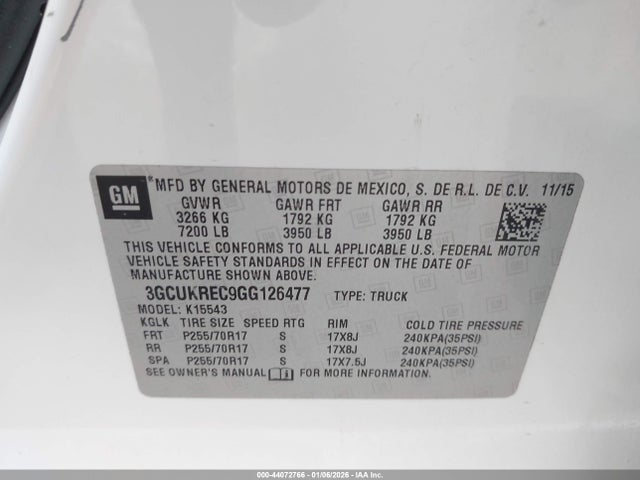 GM
*MFD BY GENERAL MOTORS DE MEXICO, S. DE R.L. DE C.V. 11/15
GVWR GAWR FRT GAWR RR
3266 KG 1792 KG 1792 KG
7200 LB 3950 LB 3950 LB
THIS VEHICLE CONFORMS TO ALL APPLICABLE U.S. FEDERAL MOTOR
VEHICLE SAFETY STANDARDS IN EFFECT ON THE DATE OF
MANUFACTURE SHOWN ABOVE.
3GCUKREC9GG126477 TYPE: TRUCK
MODEL: K15543
KGLK TIRE SIZE SPEED RTG RIM COLD TIRE PRESSURE
FRT P255/70R17 S 17X8J 240KPA(35PSI)
RR P255/70R17 S 17X8J 240KPA(35PSI)
SPA P255/70R17 S 17X7.5J 240KPA(35PSI)
SEE OWNER'S MANUAL FOR MORE INFORMATION.
000-44072766 - 01/06/2026 - IAA Inc.